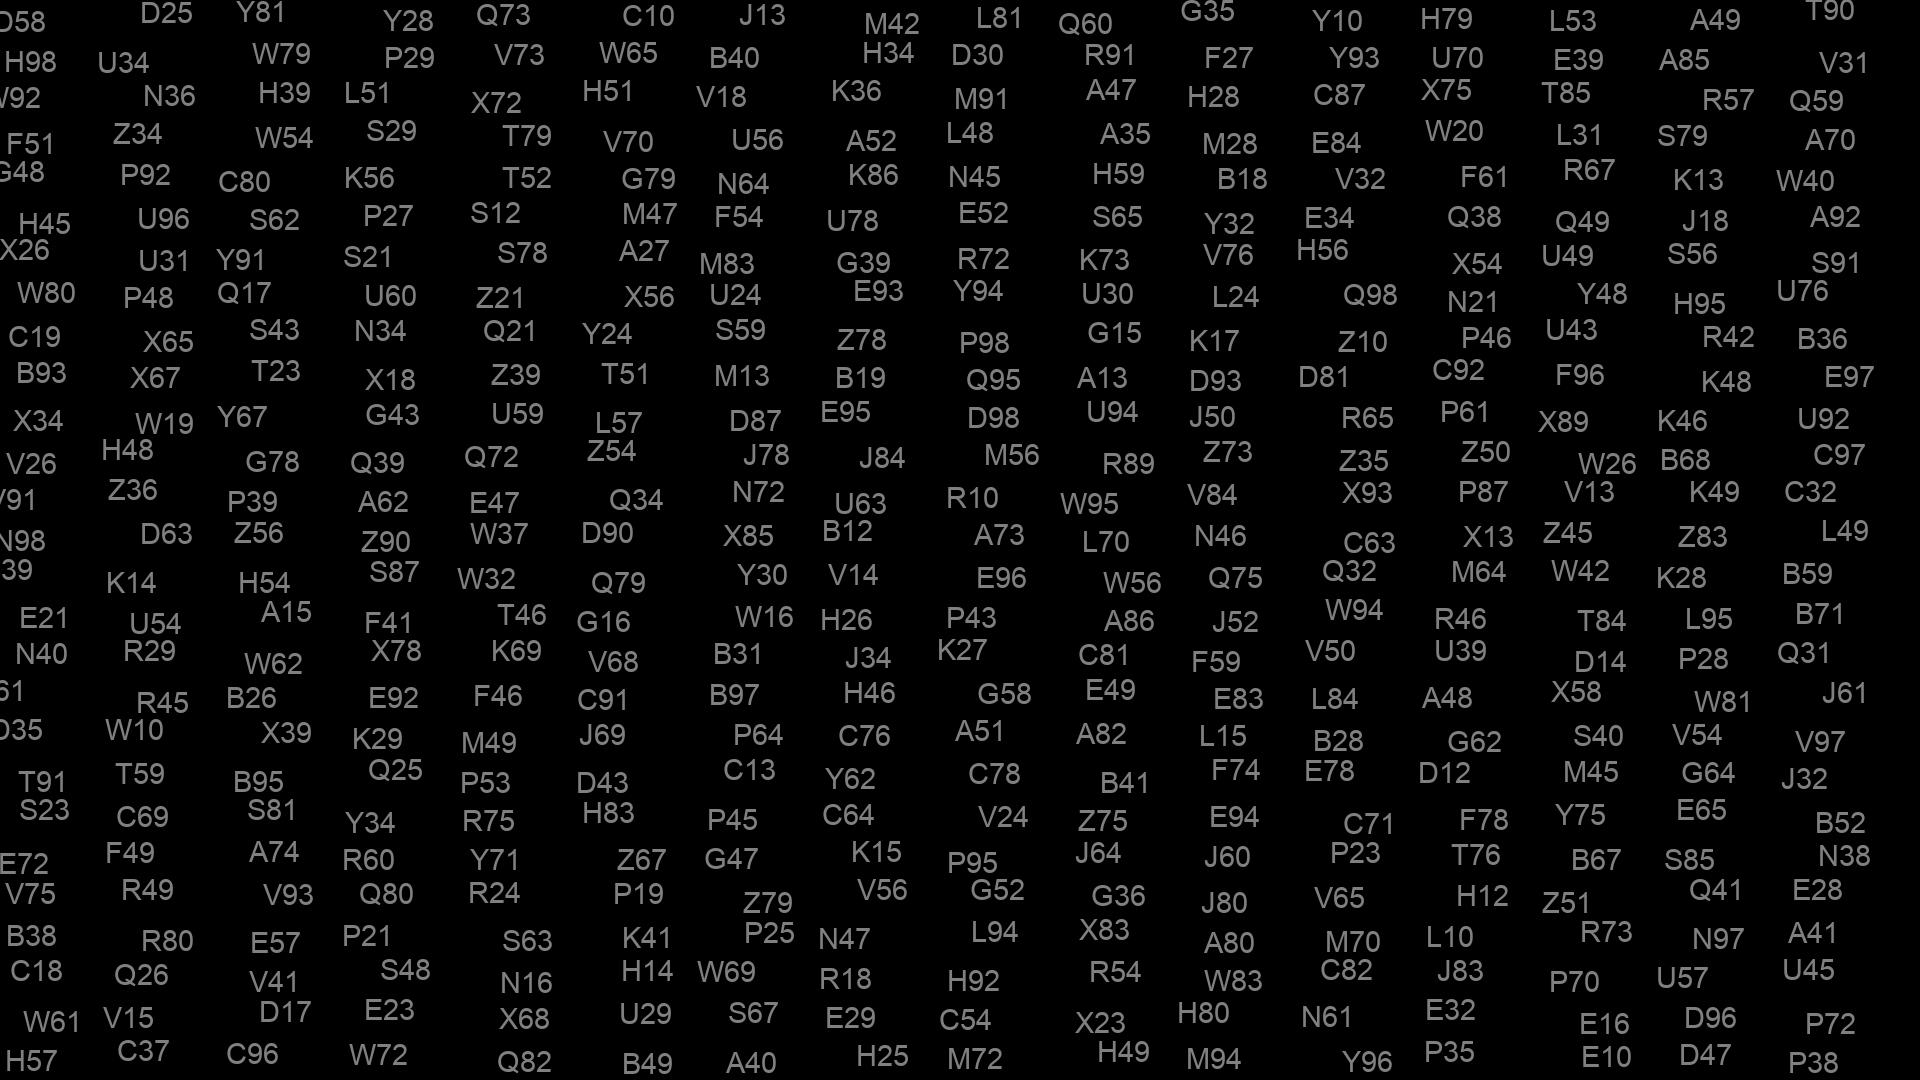 D58 D25 Y81 Y28 Q73 C10 J13 M42 L81 Q60 G35 Y10 H79 L53 A49 T90
H98 U34 W79 P29 V73 W65 B40 H34 D30 R91 F27 Y93 U70 E39 A85 V31
W92 N36 H39 L51 X72 H51 V18 K36 M91 A47 H28 C87 X75 T85 R57 Q59
F51 Z34 W54 S29 T79 V70 U56 A52 L48 A35 M28 E84 W20 L31 S79 A70
G48 P92 C80 K56 T52 G79 N64 K86 N45 H59 B18 V32 F61 R67 K13 W40
H45 U96 S62 P27 S12 M47 F54 U78 E52 S65 Y32 E34 Q38 Q49 J18 A92
X26 U31 Y91 S21 S78 A27 M83 G39 R72 K73 V76 H56 X54 U49 S56 S91
W80 P48 Q17 U60 Z21 X56 U24 E93 Y94 U30 L24 Q98 N21 Y48 H95 U76
C19 X65 S43 N34 Q21 Y24 S59 Z78 P98 G15 K17 Z10 P46 U43 R42 B36
B93 X67 T23 X18 Z39 T51 M13 B19 Q95 A13 D93 D81 C92 F96 K48 E97
X34 W19 Y67 G43 U59 L57 D87 E95 D98 U94 J50 R65 P61 X89 K46 U92
V26 H48 G78 Q39 Q72 Z54 J78 J84 M56 R89 Z73 Z35 Z50 W26 B68 C97
91 Z36 P39 A62 E47 Q34 N72 U63 R10 W95 V84 X93 P87 V13 K49 C32
N98 D63 Z56 Z90 W37 D90 X85 B12 A73 L70 N46 C63 X13 Z45 Z83 L49
39 K14 H54 S87 W32 Q79 Y30 V14 E96 W56 Q75 Q32 M64 W42 K28 B59
E21 U54 A15 F41 T46 G16 W16 H26 P43 A86 J52 W94 R46 T84 L95 B71
N40 R29 W62 X78 K69 V68 B31 J34 K27 C81 F59 V50 U39 D14 P28 Q31
61 R45 B26 E92 F46 C91 B97 H46 G58 E49 E83 L84 A48 X58 W81 J61
D35 W10 X39 K29 M49 J69 P64 C76 A51 A82 L15 B28 G62 S40 V54 V97
T91 T59 B95 Q25 P53 D43 C13 Y62 C78 B41 F74 E78 D12 M45 G64 J32
S23 C69 S81 Y34 R75 H83 P45 C64 V24 Z75 E94 C71 F78 Y75 E65 B52
E72 F49 A74 R60 Y71 Z67 G47 K15 P95 J64 J60 P23 T76 B67 S85 N38
V75 R49 V93 Q80 R24 P19 Z79 V56 G52 G36 J80 V65 H12 Z51 Q41 E28
B38 R80 E57 P21 S63 K41 P25 N47 L94 X83 A80 M70 L10 R73 N97 A41
C18 Q26 V41 S48 N16 H14 W69 R18 H92 R54 W83 C82 J83 P70 U57 U45
W61 V15 D17 E23 X68 U29 S67 E29 C54 X23 H80 N61 E32 E16 D96 P72
H57 C37 C96 W72 Q82 B49 A40 H25 M72 H49 M94 Y96 P35 E10 D47 P38